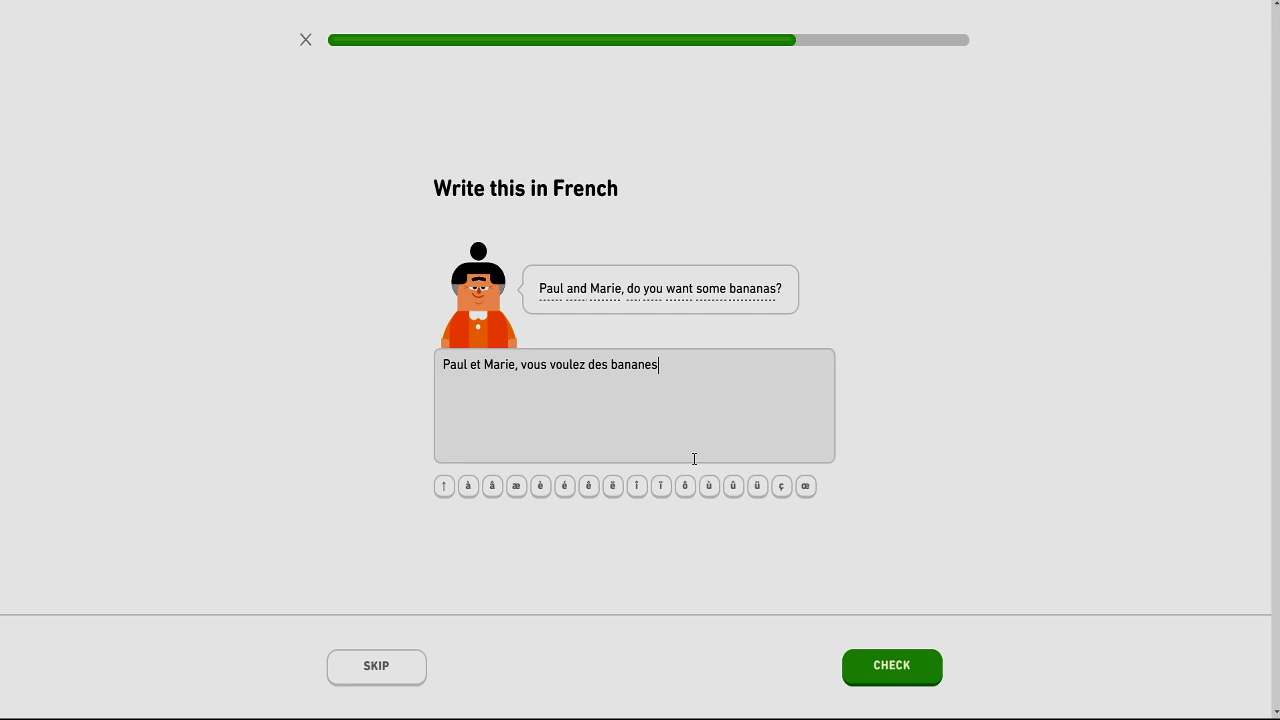 Write this in French
Paul and Marie, do you want some bananas?
Paul et Marie, vous voulez des bananes
↑ à â æ è é ê ë î ï ô ù û ü ç œ
SKIP
CHECK